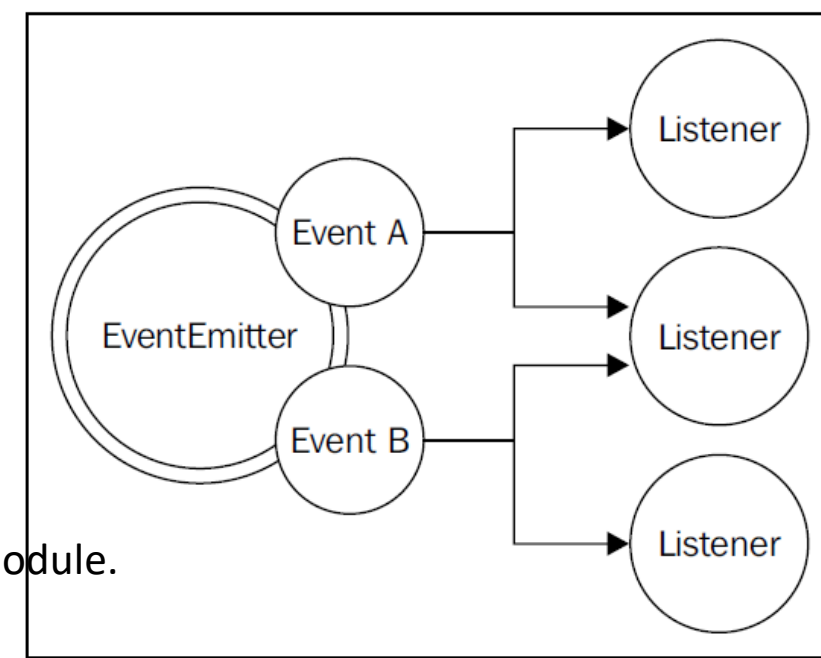 Listener
Event A
EventEmitter
Listener
Event B
Listener
odule.